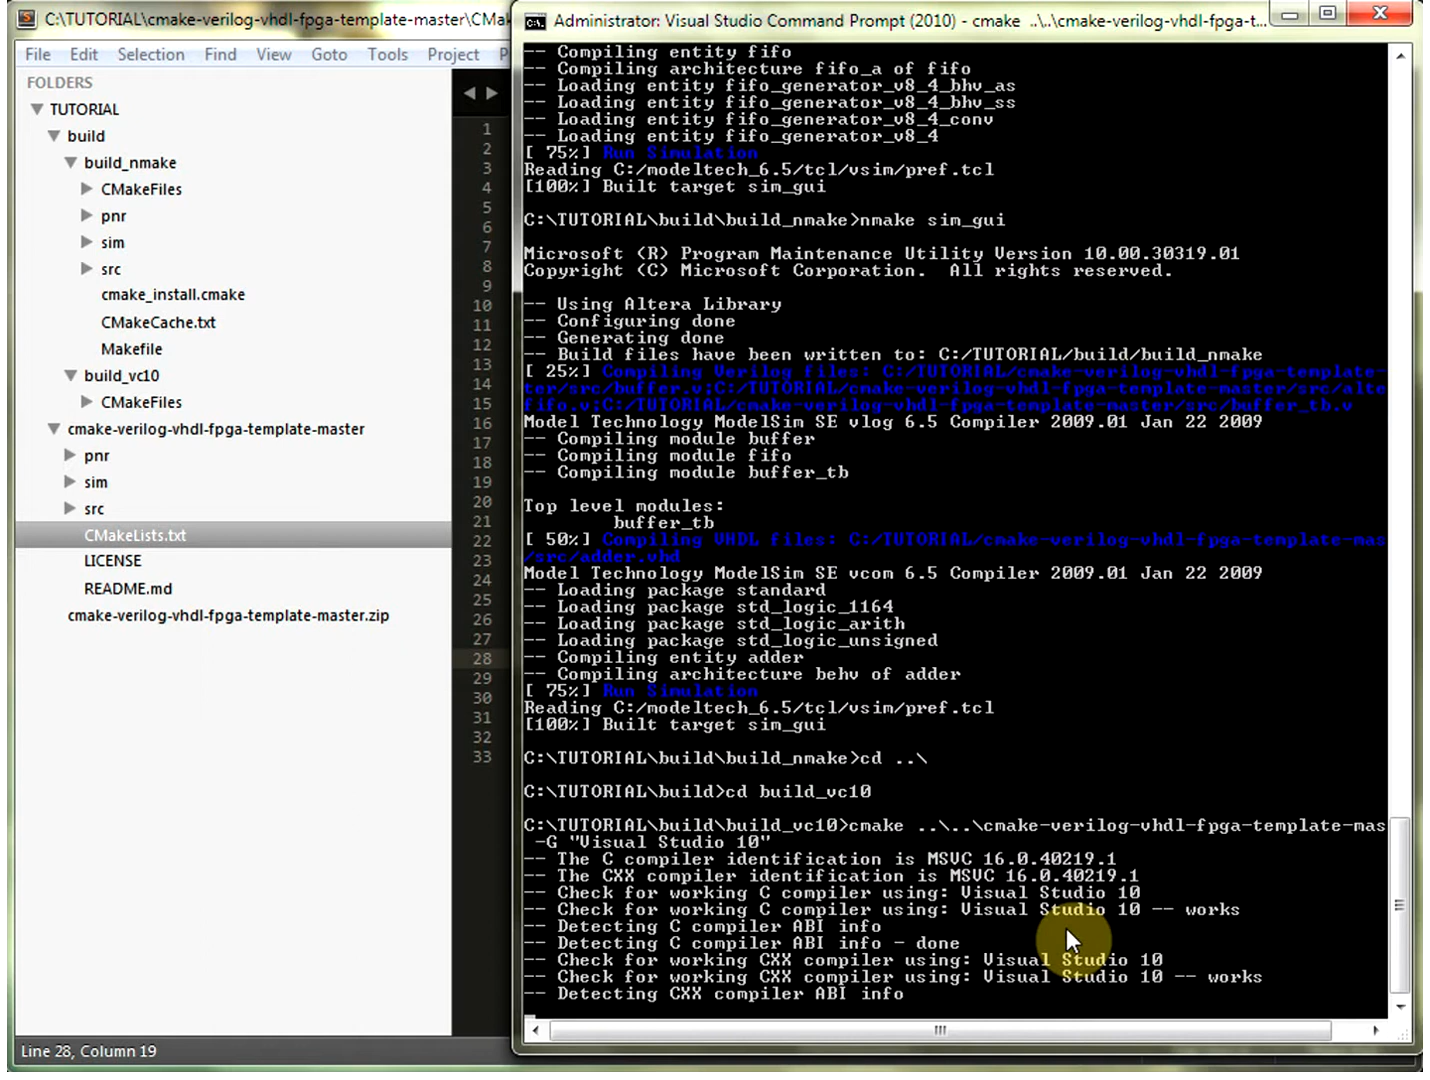 C:\TUTORIAL\cmake-verilog-vhdl-fpga-template-master\CMa
File Edit Selection Find View Goto Tools Project P
FOLDERS
TUTORIAL
build
build_nmake
CMakeFiles
pnr
sim
src
cmake_install.cmake
CMakeCache.txt
Makefile
build_vc10
CMakeFiles
cmake-verilog-vhdl-fpga-template-master
pnr
sim
src
CMakeLists.txt
LICENSE
README.md
cmake-verilog-vhdl-fpga-template-master.zip
1
2
3
4
5
6
7
8
9
10
11
12
13
14
15
16
17
18
19
20
21
22
23
24
25
26
27
28
29
30
31
32
33
Line 28, Column 19
Administrator: Visual Studio Command Prompt (2010) - cmake ..\..\cmake-verilog-vhdl-fpga-t...
-- Compiling entity fifo
-- Compiling architecture fifo_a of fifo
-- Loading entity fifo_generator_v8_4_bhv_as
-- Loading entity fifo_generator_v8_4_bhv_ss
-- Loading entity fifo_generator_v8_4_conv
-- Loading entity fifo_generator_v8_4
[ 75%] Run Simulation
Reading C:/modeltech_6.5/tcl/vsim/pref.tcl
[100%] Built target sim_gui
C:\TUTORIAL\build\build_nmake>nmake sim_gui
Microsoft (R) Program Maintenance Utility Version 10.00.30319.01
Copyright (C) Microsoft Corporation.  All rights reserved.
-- Using Altera Library
-- Configuring done
-- Generating done
-- Build files have been written to: C:/TUTORIAL/build/build_nmake
[ 25%] Compiling Verilog files: C:/TUTORIAL/cmake-verilog-vhdl-fpga-template-
ter/src/buffer.v;C:/TUTORIAL/cmake-verilog-vhdl-fpga-template-master/src/alte
fifo.v;C:/TUTORIAL/cmake-verilog-vhdl-fpga-template-master/src/buffer_tb.v
Model Technology ModelSim SE vlog 6.5 Compiler 2009.01 Jan 22 2009
-- Compiling module buffer
-- Compiling module fifo
-- Compiling module buffer_tb
Top level modules:
buffer_tb
[ 50%] Compiling VHDL files: C:/TUTORIAL/cmake-verilog-vhdl-fpga-template-mas
/src/adder.vhd
Model Technology ModelSim SE vcom 6.5 Compiler 2009.01 Jan 22 2009
-- Loading package standard
-- Loading package std_logic_1164
-- Loading package std_logic_arith
-- Loading package std_logic_unsigned
-- Compiling entity adder
-- Compiling architecture behv of adder
[ 75%] Run Simulation
Reading C:/modeltech_6.5/tcl/vsim/pref.tcl
[100%] Built target sim_gui
C:\TUTORIAL\build\build_nmake>cd ..\
C:\TUTORIAL\build>cd build_vc10
C:\TUTORIAL\build\build_vc10>cmake ..\..\cmake-verilog-vhdl-fpga-template-mas
-G "Visual Studio 10"
-- The C compiler identification is MSVC 16.0.40219.1
-- The CXX compiler identification is MSVC 16.0.40219.1
-- Check for working C compiler using: Visual Studio 10
-- Check for working C compiler using: Visual Studio 10 -- works
-- Detecting C compiler ABI info
-- Detecting C compiler ABI info - done
-- Check for working CXX compiler using: Visual Studio 10
-- Check for working CXX compiler using: Visual Studio 10 -- works
-- Detecting CXX compiler ABI info